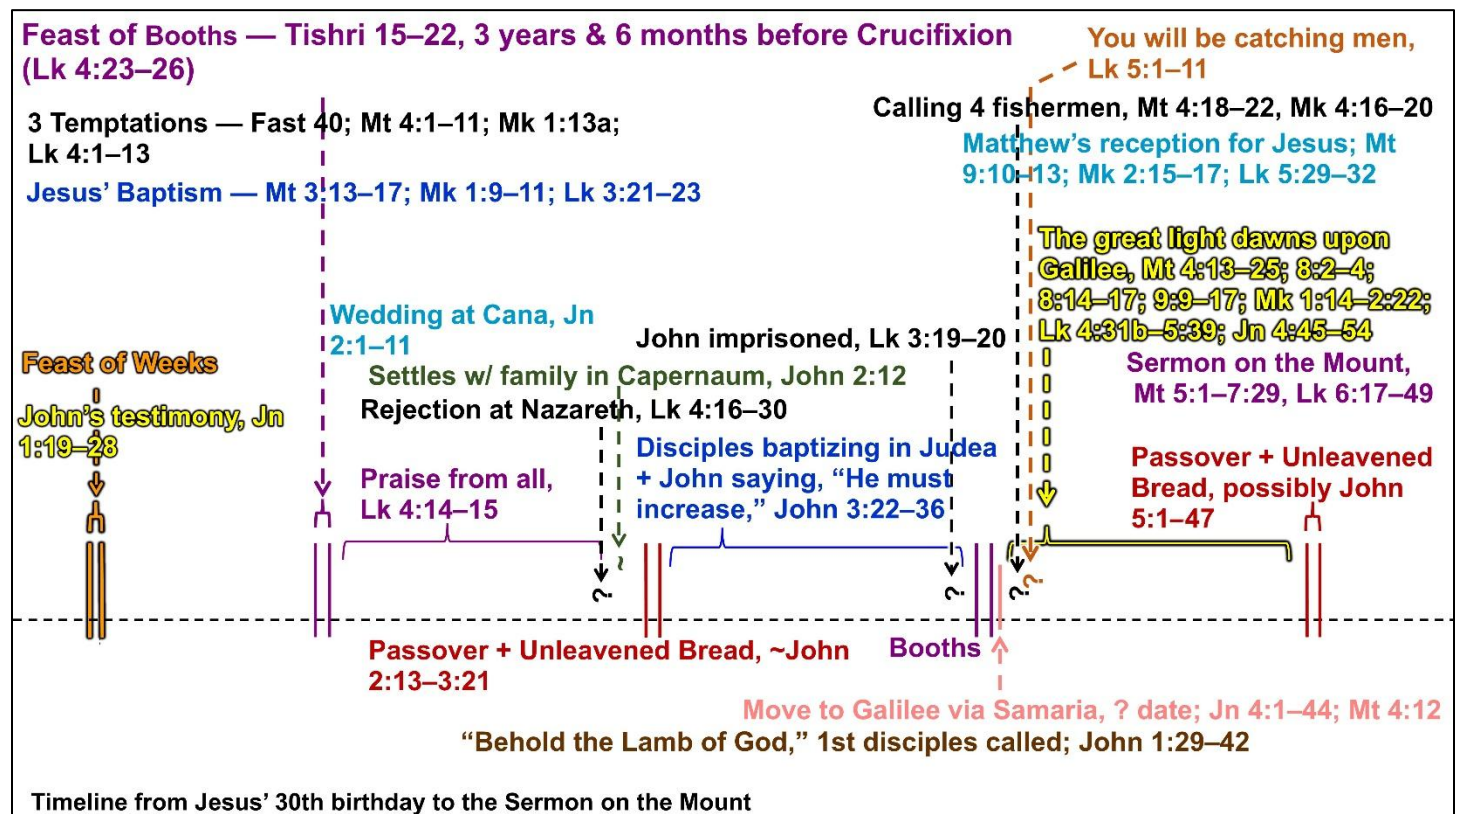 Feast of Booths — Tishri 15–22, 3 years & 6 months before Crucifixion
(Lk 4:23–26)
You will be catching men,
Lk 5:1–11
3 Temptations — Fast 40; Mt 4:1–11; Mk 1:13a;
Lk 4:1–13
Calling 4 fishermen, Mt 4:18–22, Mk 4:16–20
Matthew’s reception for Jesus; Mt
9:10–13; Mk 2:15–17; Lk 5:29–32
Jesus’ Baptism — Mt 3:13–17; Mk 1:9–11; Lk 3:21–23
The great light dawns upon
Galilee, Mt 4:13–25; 8:2–4;
8:14–17; 9:9–17; Mk 1:14–2:22;
Lk 4:31b–5:39; Jn 4:45–54
Wedding at Cana, Jn
2:1–11
John imprisoned, Lk 3:19–20
Feast of Weeks
Sermon on the Mount,
Mt 5:1–7:29, Lk 6:17–49
Settles w/ family in Capernaum, John 2:12
Rejection at Nazareth, Lk 4:16–30
John’s testimony, Jn
1:19–28
Disciples baptizing in Judea
+ John saying, “He must
increase,” John 3:22–36
Praise from all,
Lk 4:14–15
Passover + Unleavened
Bread, possibly John
5:1–47
~
?
?
?
?
Passover + Unleavened Bread, ~John
2:13–3:21
Booths
Move to Galilee via Samaria, ? date; Jn 4:1–44; Mt 4:12
“Behold the Lamb of God,” 1st disciples called; John 1:29–42
Timeline from Jesus’ 30th birthday to the Sermon on the Mount